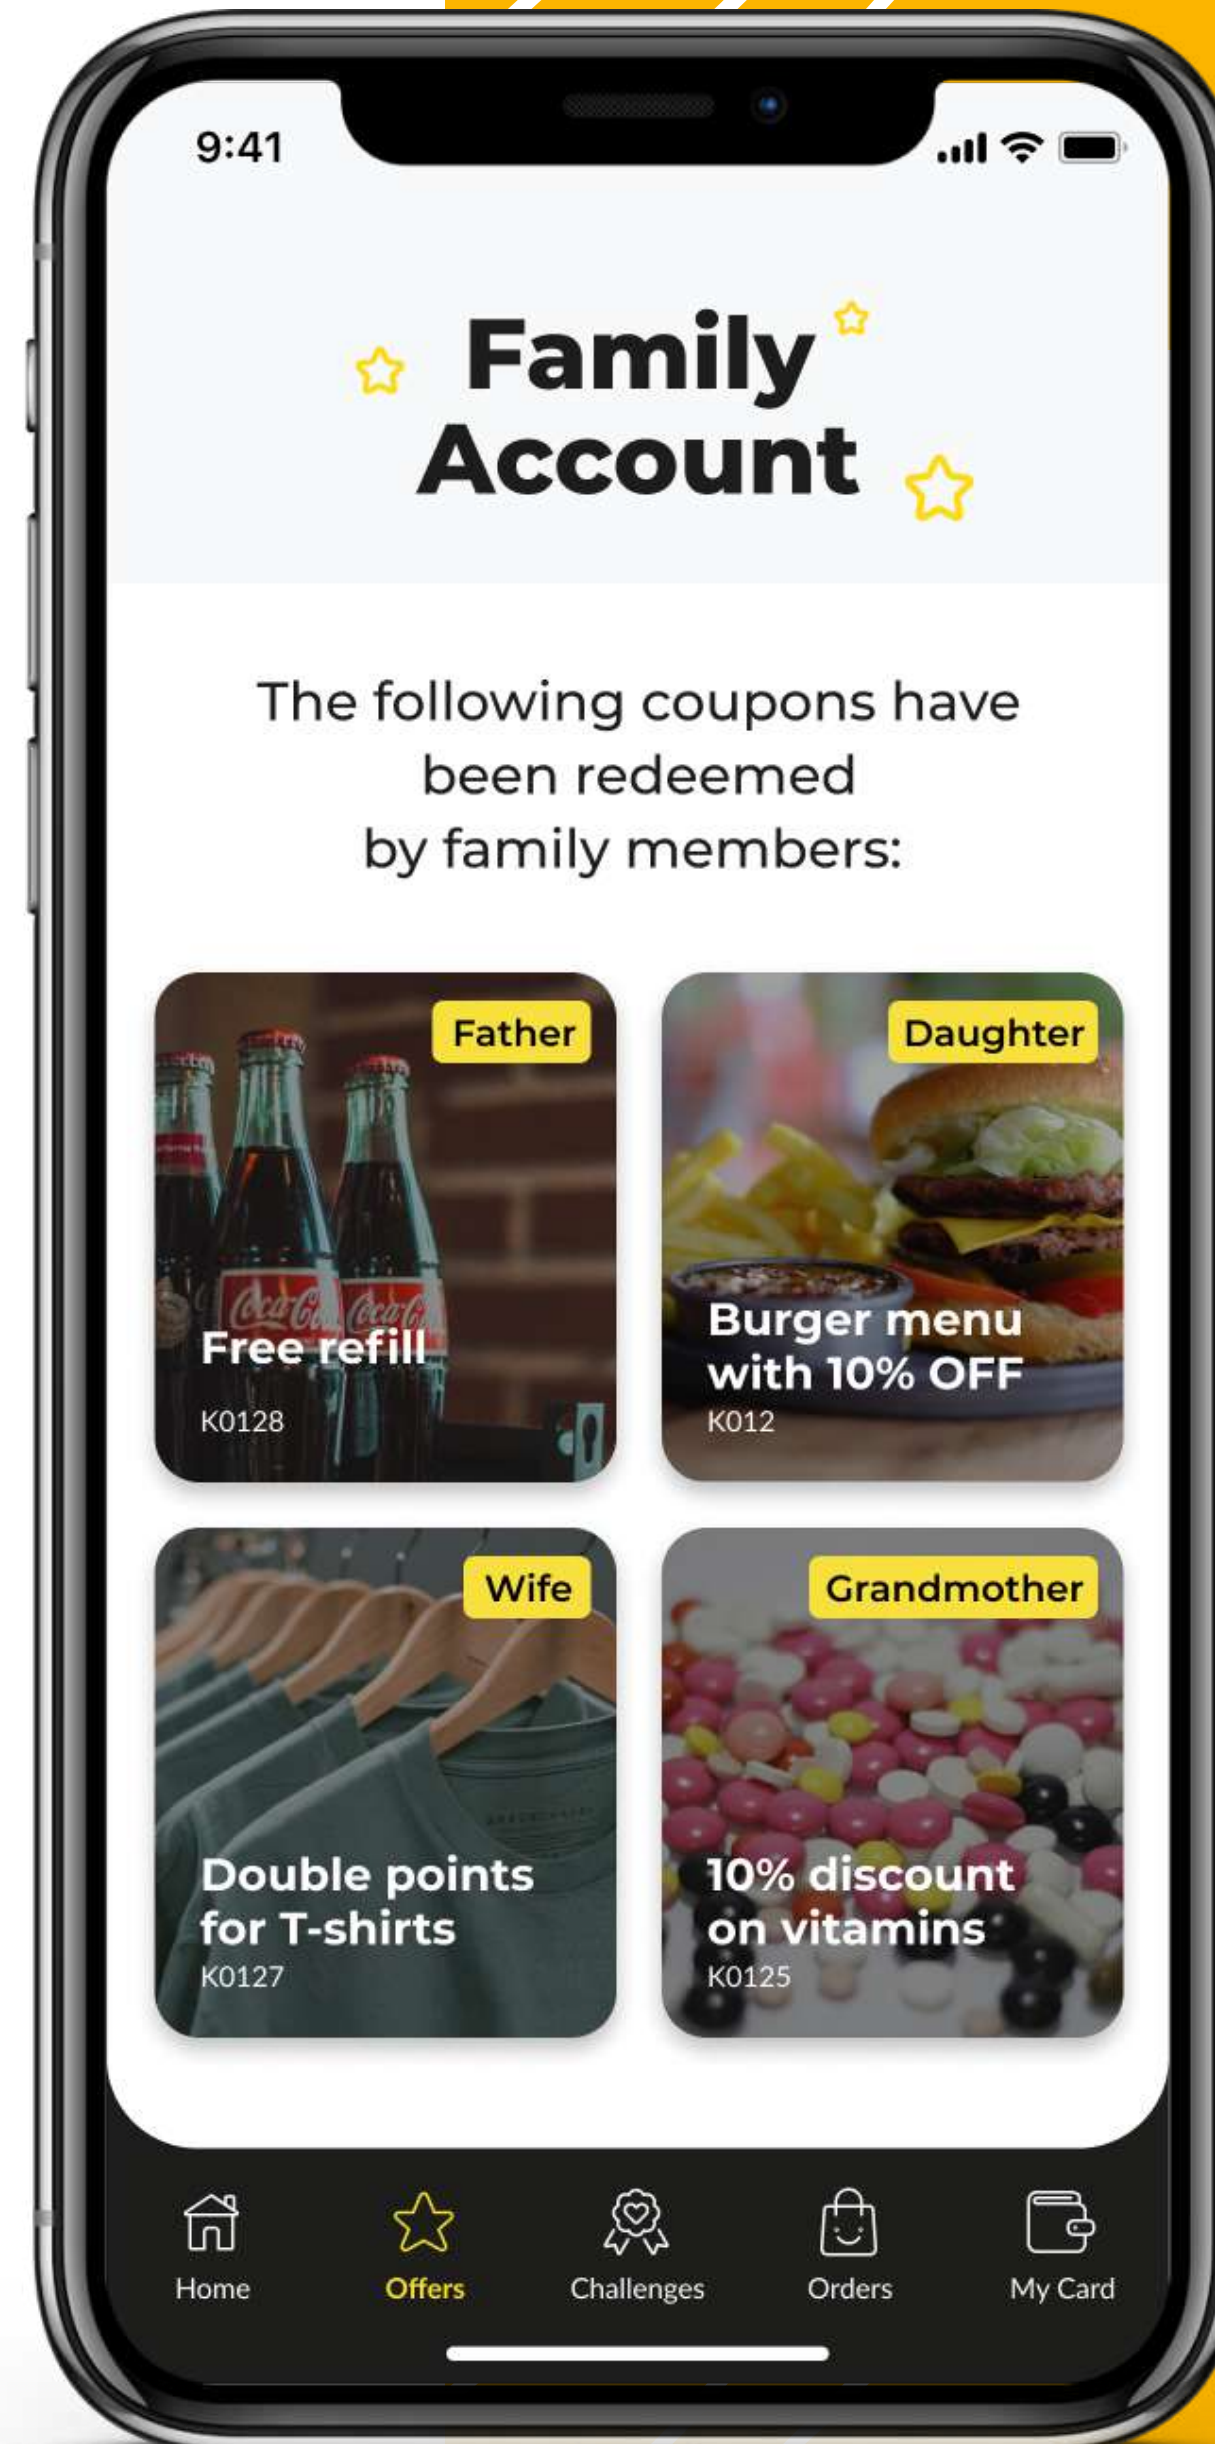 9:41
Family
Account
The following coupons have
been redeemed
by family members:
Father
Coca-Cola
Free refill
K0128
Daughter
Burger menu
with 10% OFF
K012
Wife
Double points
for T-shirts
K0127
Grandmother
10% discount
on vitamins
K0125
Home
Offers
Challenges
Orders
My Card